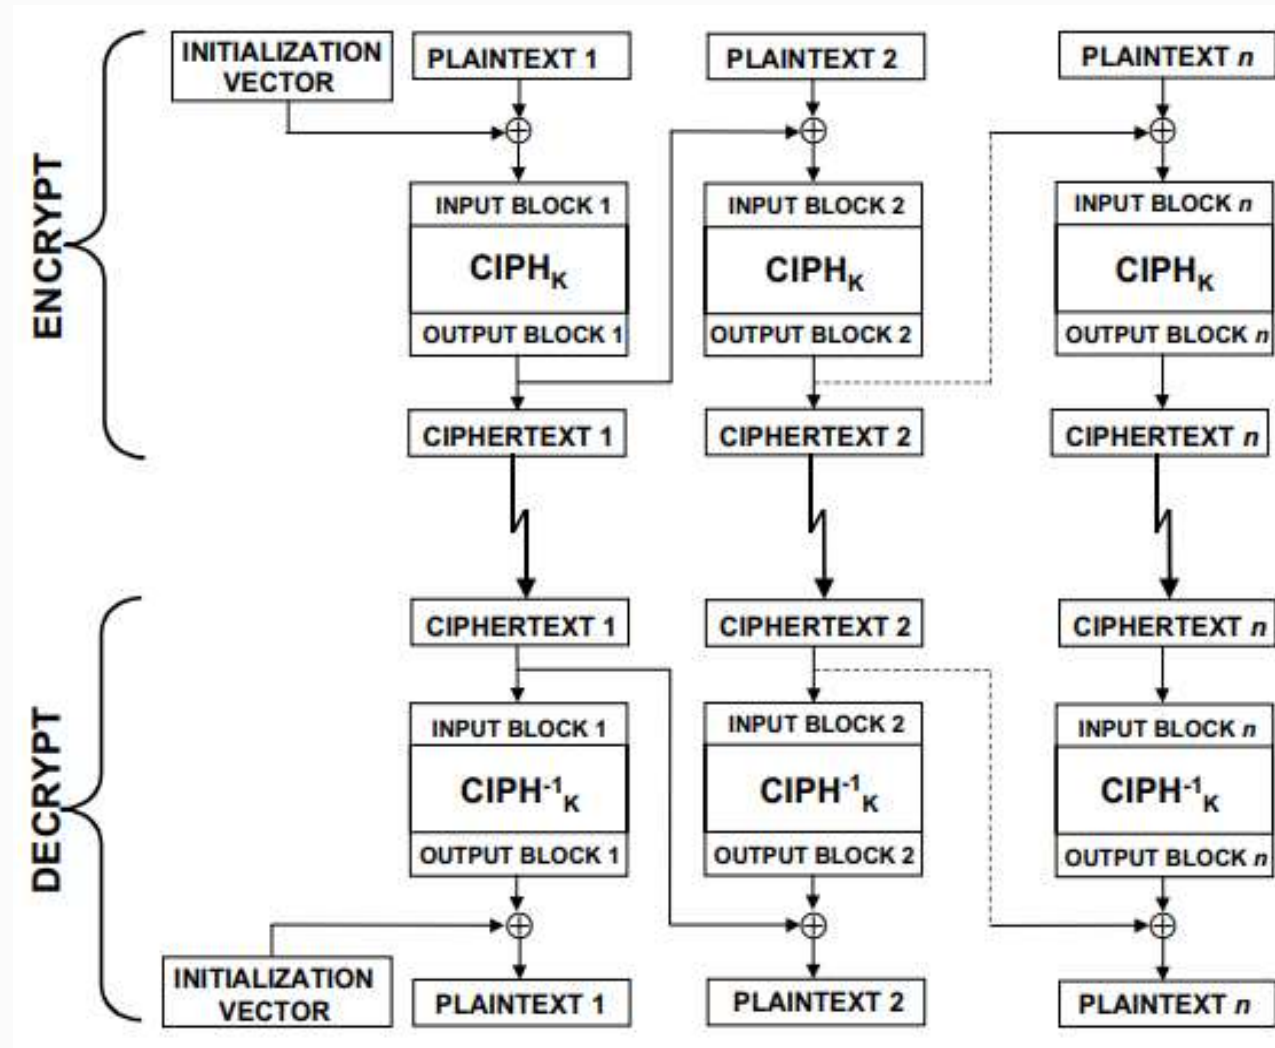 ENCRYPT
INITIALIZATION
VECTOR
PLAINTEXT 1
PLAINTEXT 2
PLAINTEXT n
INPUT BLOCK 1
CIPHK
OUTPUT BLOCK 1
INPUT BLOCK 2
CIPHK
OUTPUT BLOCK 2
INPUT BLOCK n
CIPHK
OUTPUT BLOCK n
CIPHERTEXT 1
CIPHERTEXT 2
CIPHERTEXT n
DECRYPT
CIPHERTEXT 1
CIPHERTEXT 2
CIPHERTEXT n
INPUT BLOCK 1
CIPH-1K
OUTPUT BLOCK 1
INPUT BLOCK 2
CIPH-1K
OUTPUT BLOCK 2
INPUT BLOCK n
CIPH-1K
OUTPUT BLOCK n
INITIALIZATION
VECTOR
PLAINTEXT 1
PLAINTEXT 2
PLAINTEXT n